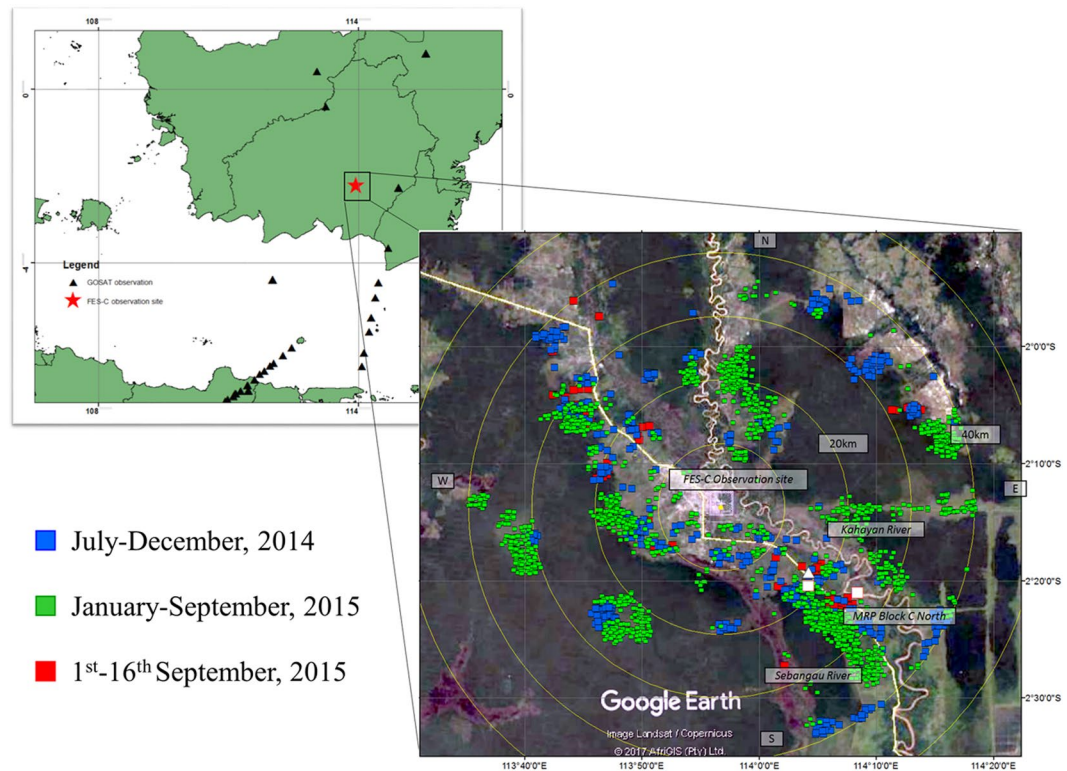 108
114
0
0
-4
4
Legend
GOSAT observation
FES-C observation site
108
114
N
2°0'0"S
40km
20km
2°10'0"S
W
FES-C Observation site
E
Kahayan River
2°20'0"S
MRP Block C North
Sebangau River
2°30'0"S
Google Earth
Image Landsat / Copernicus
© 2017 AfriGIS (Pty) Ltd.
S
113°40'0"E
113°50'0"E
114°0'0"E
114°10'0"E
114°20'0"E
July-December, 2014
January-September, 2015
1st-16th September, 2015